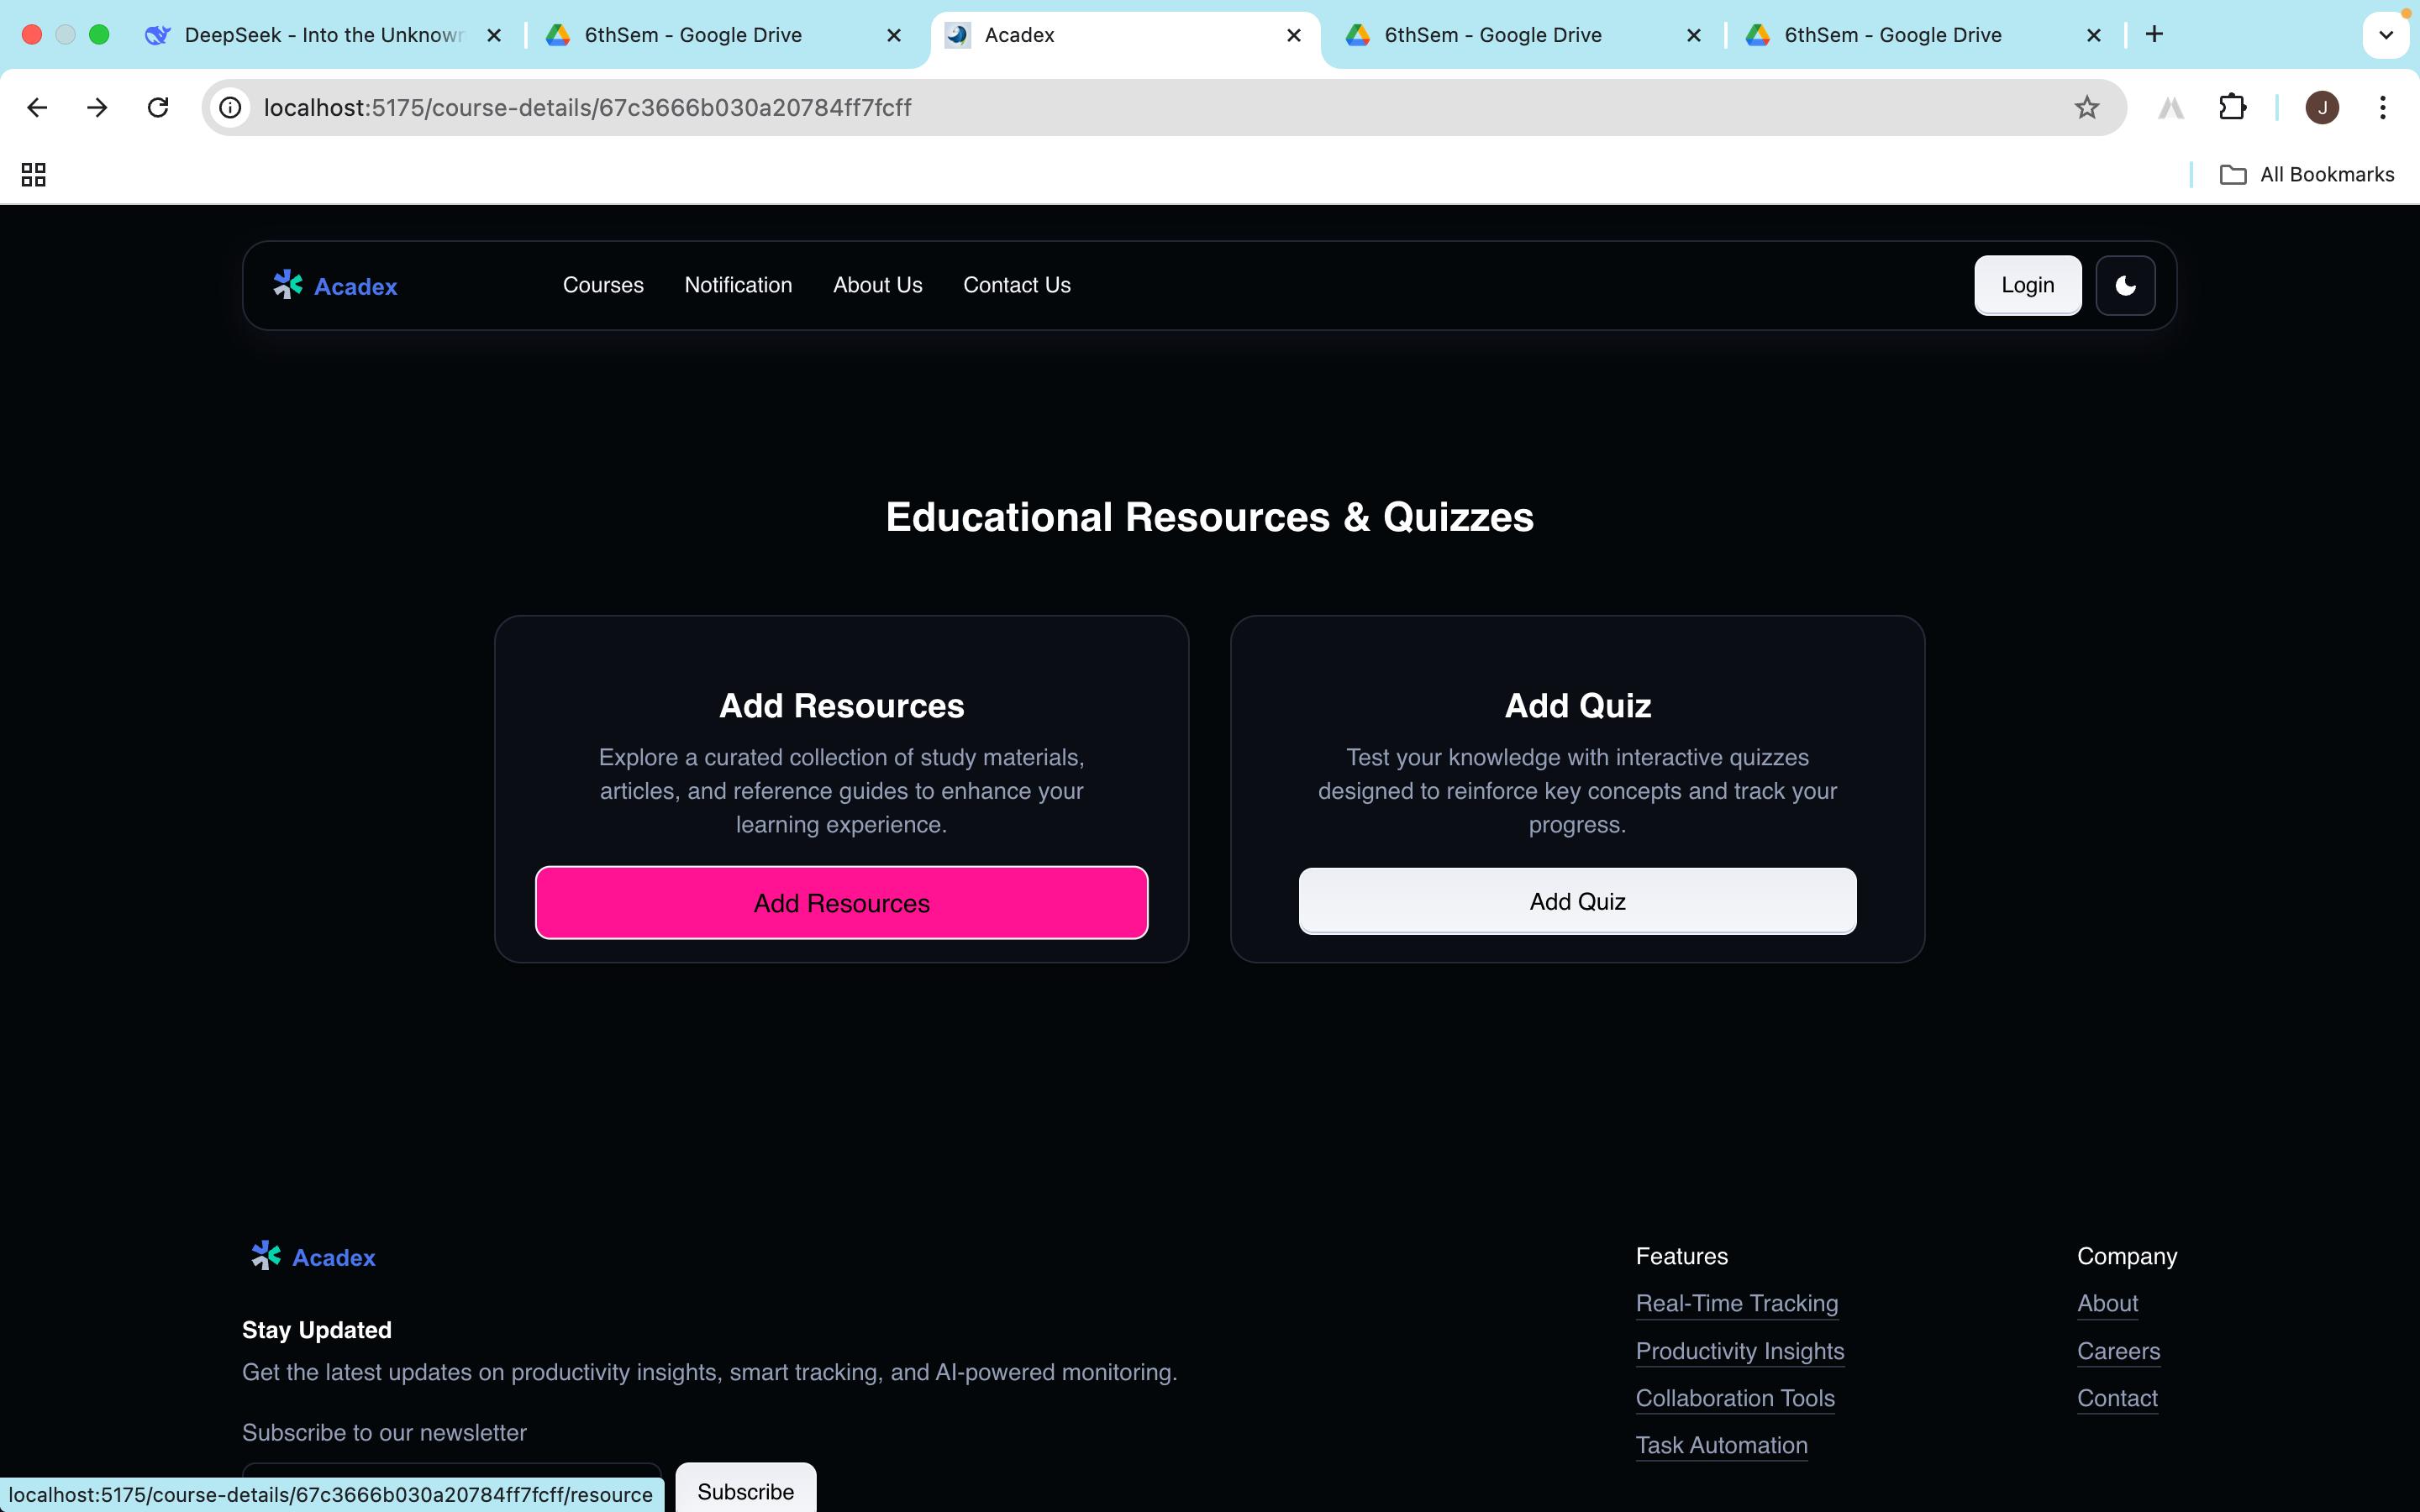 DeepSeek - Into the Unknown
6thSem - Google Drive
Acadex
6thSem - Google Drive
6thSem - Google Drive
localhost:5175/course-details/67c3666b030a20784ff7fcff
J
All Bookmarks
Acadex
Courses
Notification
About Us
Contact Us
Login
Educational Resources & Quizzes
Add Resources
Explore a curated collection of study materials,
articles, and reference guides to enhance your
learning experience.
Add Resources
Add Quiz
Test your knowledge with interactive quizzes
designed to reinforce key concepts and track your
progress.
Add Quiz
Acadex
Stay Updated
Get the latest updates on productivity insights, smart tracking, and AI-powered monitoring.
Subscribe to our newsletter
Subscribe
Features
Real-Time Tracking
Productivity Insights
Collaboration Tools
Task Automation
Company
About
Careers
Contact
localhost:5175/course-details/67c3666b030a20784ff7fcff/resource